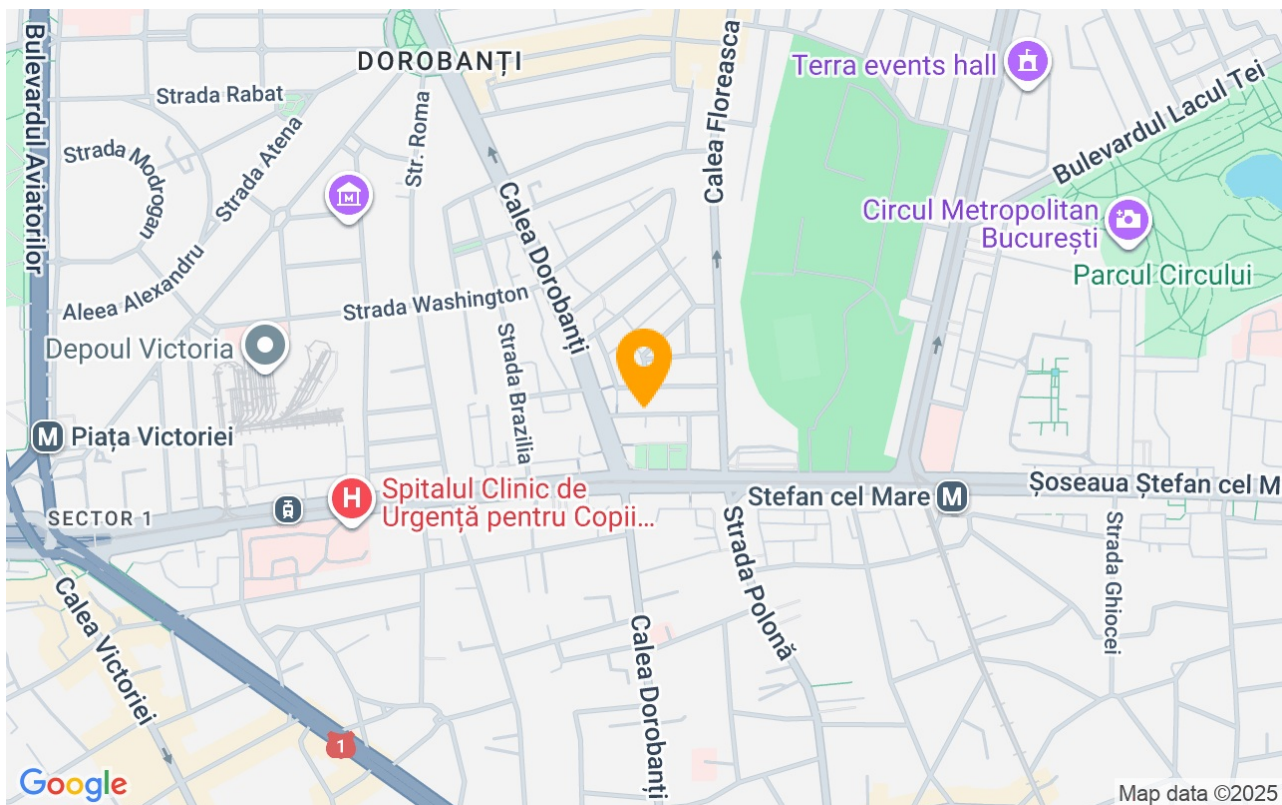 DOROBANȚI
Strada Rabat
Bulevardul Aviatorilor
Strada Modrogan
Strada Atena
Str. Roma
Calea Floreasca
Terra events hall
Bulevardul Lacul Tei
Circul Metropolitan
București
Parcul Circului
Calea Dorobanți
Aleea Alexandru
Strada Washington
Depoul Victoria
Strada Brazilia
M
Piața Victoriei
H
Spitalul Clinic de
Urgență pentru Copii...
SECTOR 1
Ștefan cel Mare
M
Șoseaua Ștefan cel M
Strada Polonă
Strada Ghiocei
Calea Victoriei
Calea Dorobanți
1
Google
Map data ©2025